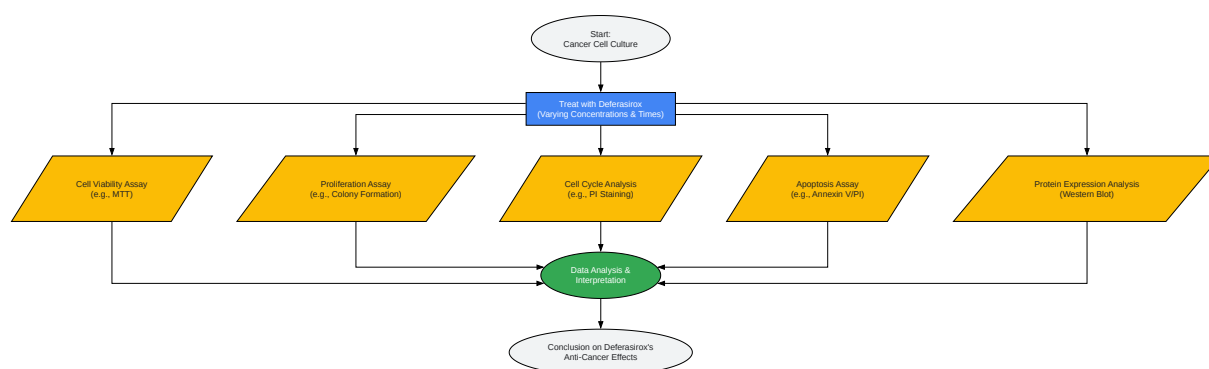 Start:
Cancer Cell Culture
Treat with Deferasirox
(Varying Concentrations & Times)
Cell Viability Assay
(e.g., MTT)
Proliferation Assay
(e.g., Colony Formation)
Cell Cycle Analysis
(e.g., PI Staining)
Apoptosis Assay
(e.g., Annexin V/PI)
Protein Expression Analysis
(Western Blot)
Data Analysis &
Interpretation
Conclusion on Deferasirox's
Anti-Cancer Effects